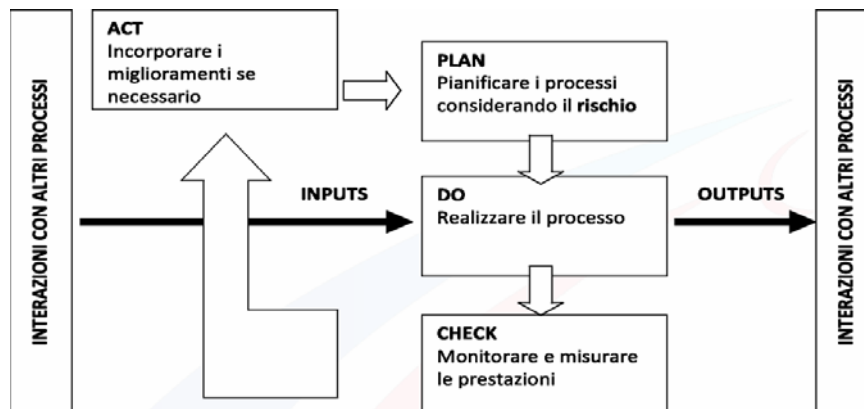 INTERAZIONI CON ALTRI PROCESSI
ACT
Incorporare i
miglioramenti se
necessario
PLAN
Pianificare i processi
considerando il rischio
INPUTS
DO
Realizzare il processo
OUTPUTS
CHECK
Monitorare e misurare
le prestazioni
INTERAZIONI CON ALTRI PROCESSI